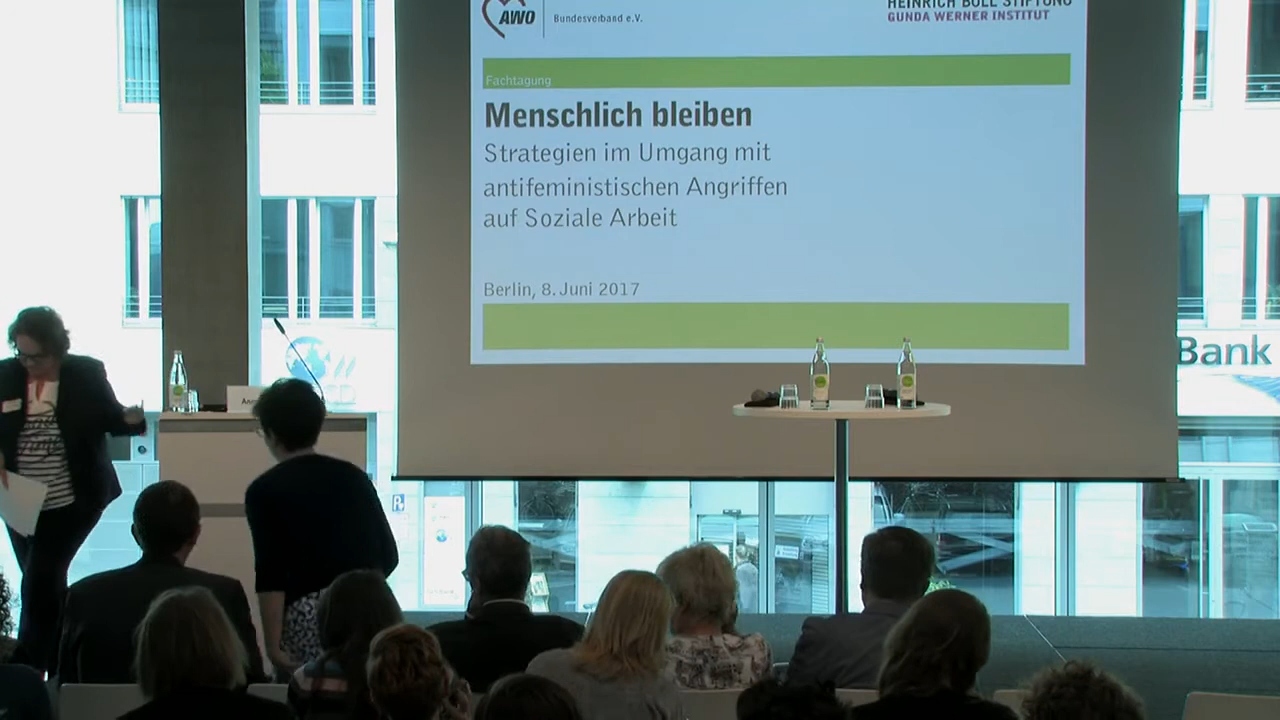 AWO
Bundesverband e.V.
HEINRICH BÖLL STIFTUNG
GUNDA WERNER INSTITUT
Fachtagung
Menschlich bleiben
Strategien im Umgang mit
antifeministischen Angriffen
auf Soziale Arbeit
Berlin, 8. Juni 2017
Bank